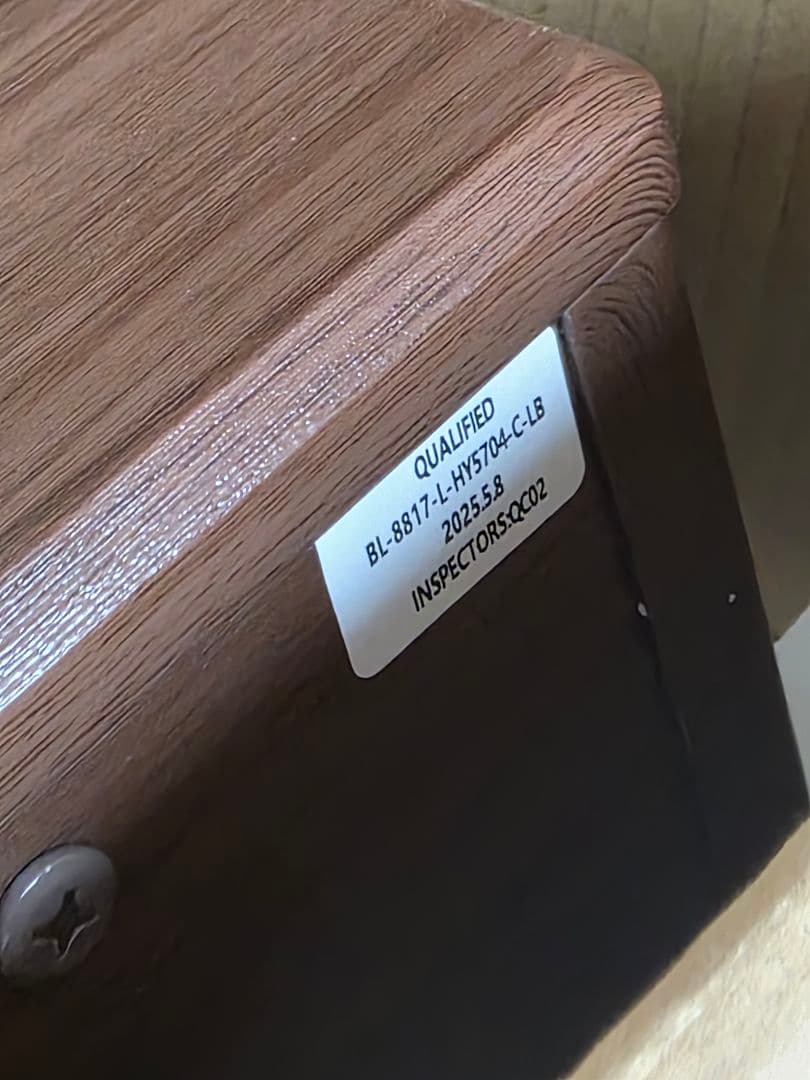 QUALIFIED
BL-8817-L-HY5704-C-LB
2025.5.8
INSPECTORS:QC02